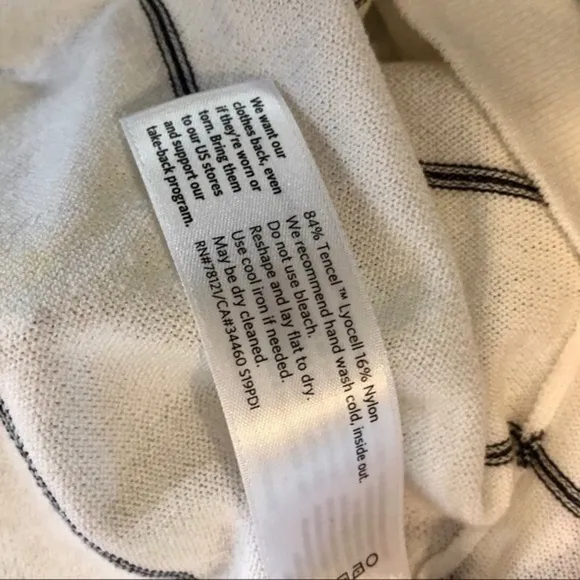 We want our
clothes back, even
if they're worn or
torn. Bring them
to our US stores
and support our
take-back program.
84% Tencel ™ Lyocell 16% Nylon
We recommend hand wash cold, inside out.
Do not use bleach.
Reshape and lay flat to dry.
Use cool iron if needed.
May be dry cleaned.
RN#78121/CA#34460 S19PDI